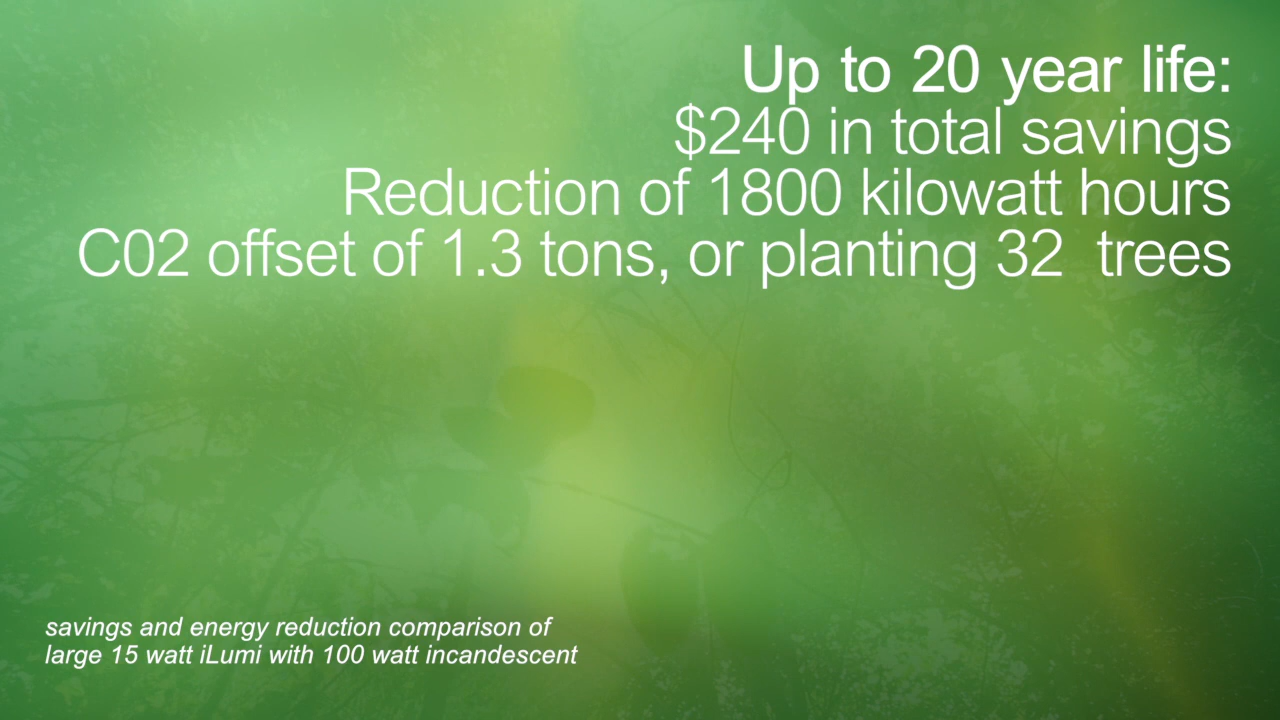 Up to 20 year life:
$240 in total savings
Reduction of 1800 kilowatt hours
C02 offset of 1.3 tons, or planting 32  trees
savings and energy reduction comparison of
large 15 watt iLumi with 100 watt incandescent